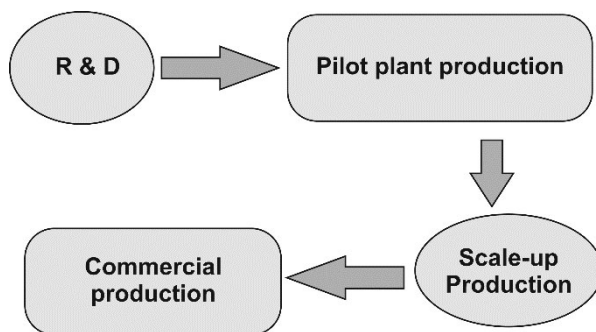 R & D
Pilot plant production
Scale-up
Production
Commercial
production